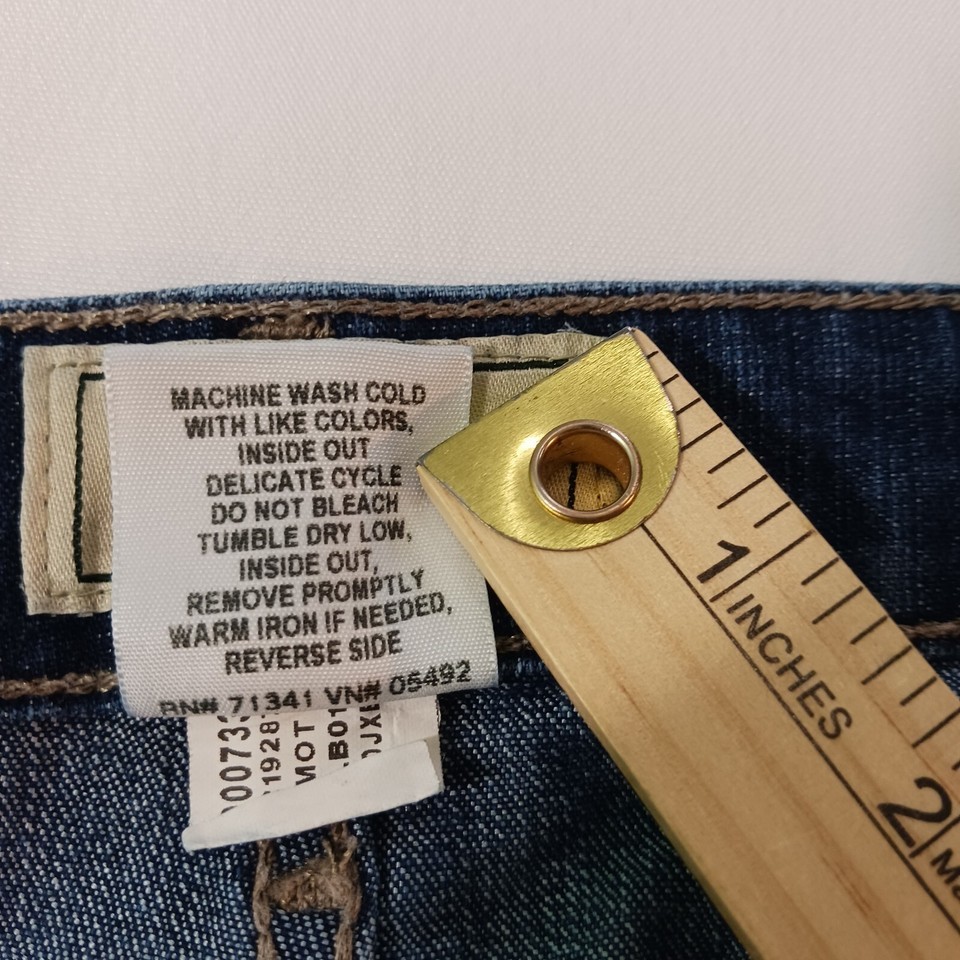 MACHINE WASH COLD
WITH LIKE COLORS,
INSIDE OUT
DELICATE CYCLE
DO NOT BLEACH
TUMBLE DRY LOW,
INSIDE OUT,
REMOVE PROMPTLY
WARM IRON IF NEEDED,
REVERSE SIDE
RN# 71341 VN# 05492
1
INCHES
2